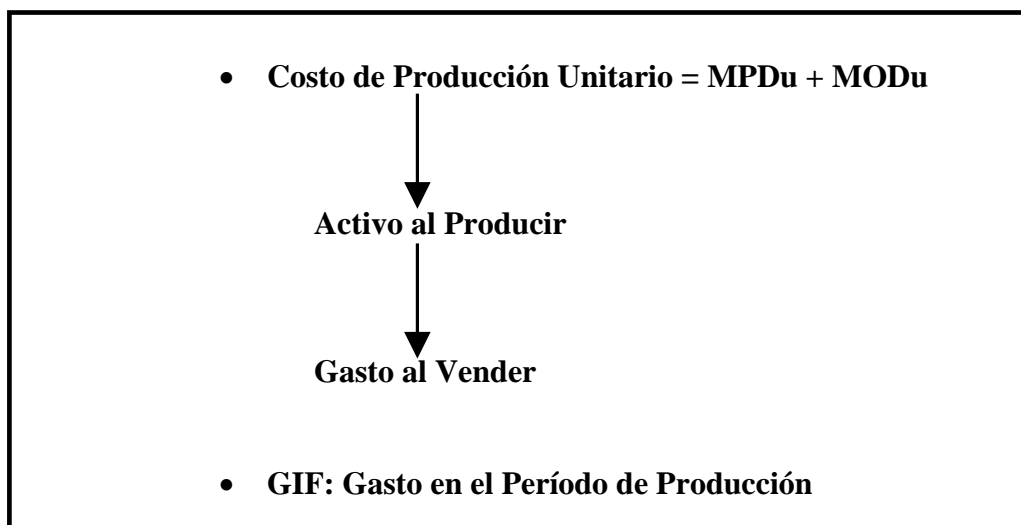 • Costo de Producción Unitario = MPDu + MODu
Activo al Producir
Gasto al Vender
• GIF: Gasto en el Período de Producción